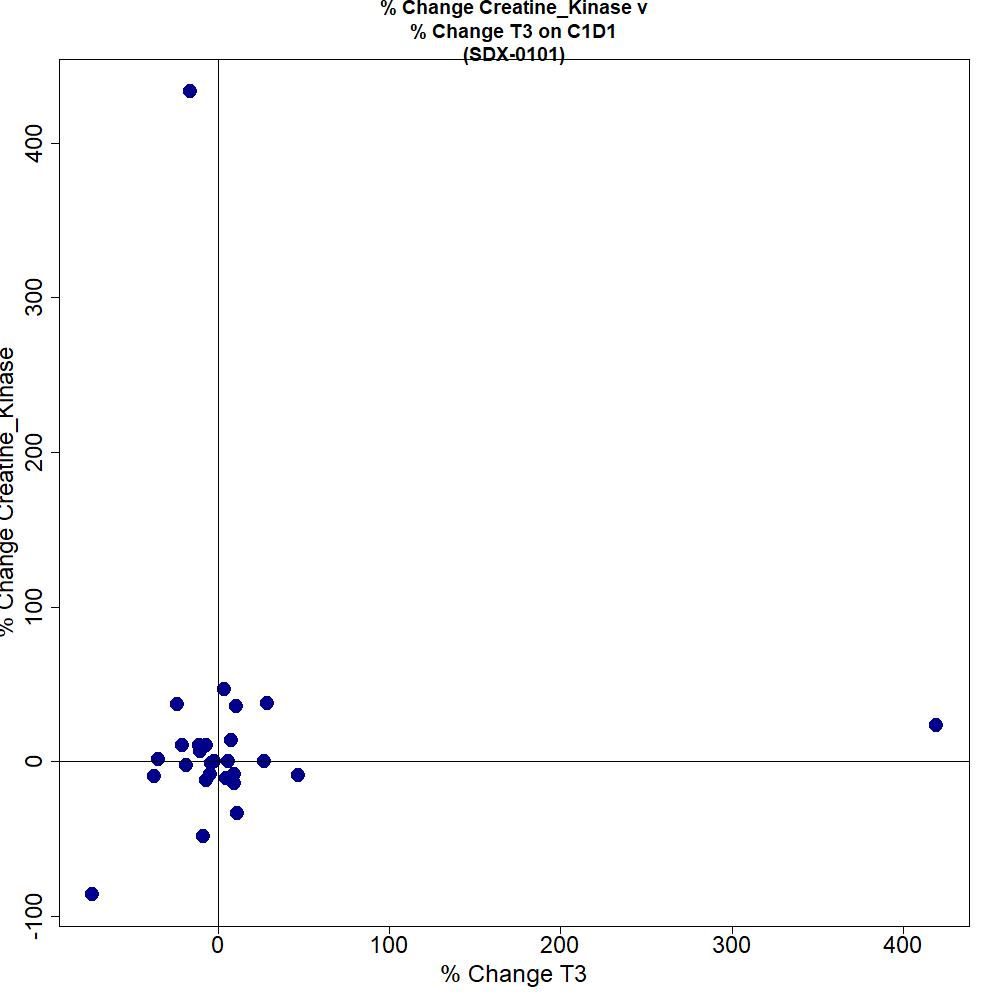 % Change Creatine_Kinase v
% Change T3 on C1D1
(SDX-0101)
% Change Creatine_Kinase
400
300
200
100
0
-100
0
100
200
300
400
% Change T3